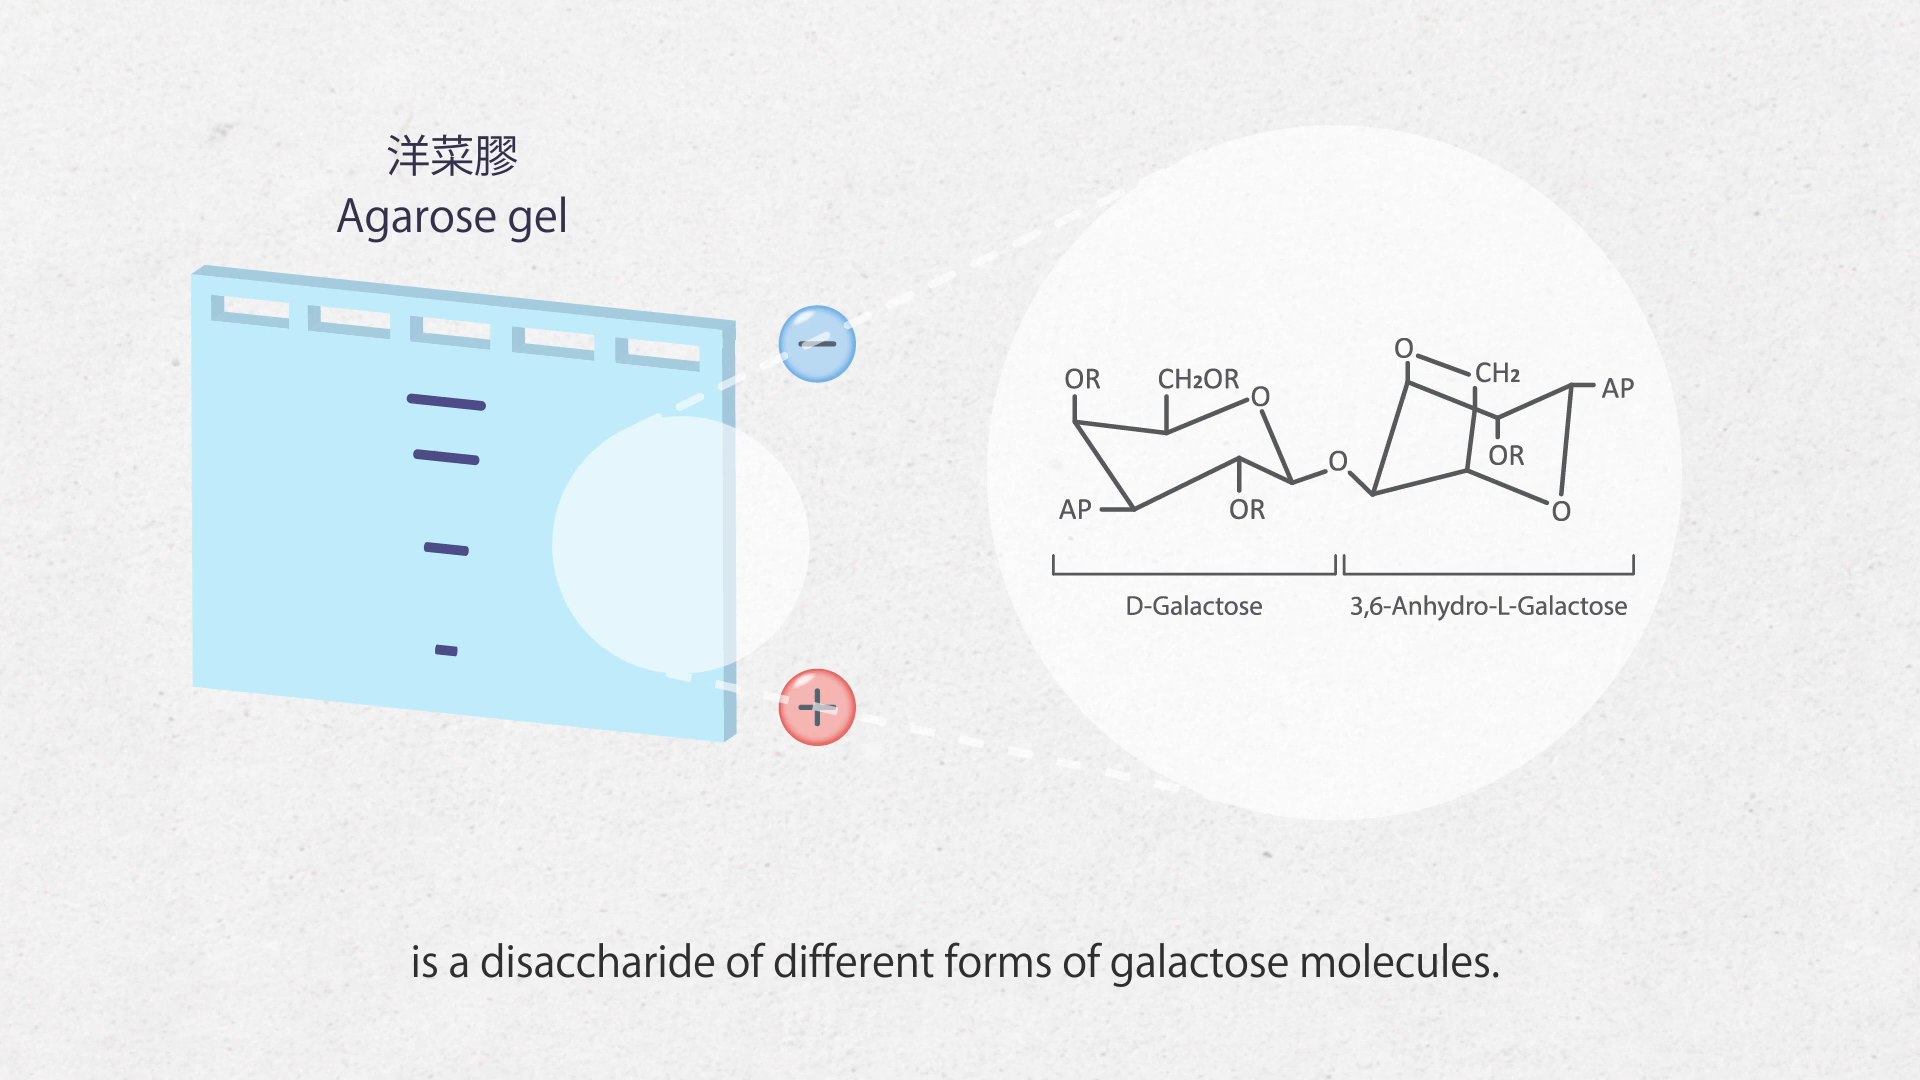 洋菜膠
Agarose gel
−
+
OR
CH₂OR
O
AP
OR
O
O
CH₂
AP
OR
O
D-Galactose
3,6-Anhydro-L-Galactose
is a disaccharide of different forms of galactose molecules.